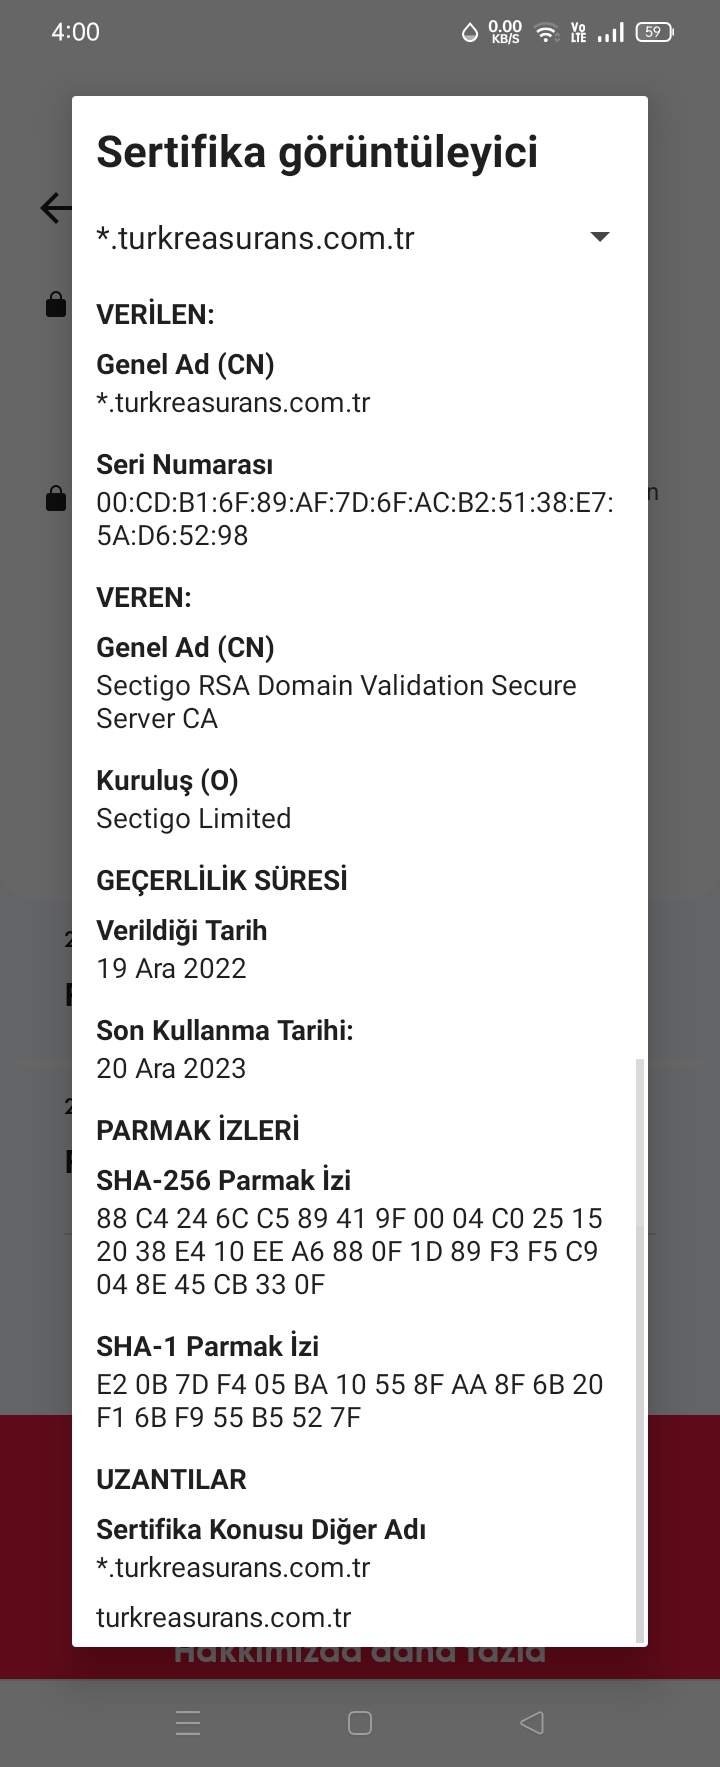 4:00
0.00
KB/S
Vo
LTE
59
Sertifika görüntüleyici
*.turkreasurans.com.tr
VERİLEN:
Genel Ad (CN)
*.turkreasurans.com.tr
Seri Numarası
00:CD:B1:6F:89:AF:7D:6F:AC:B2:51:38:E7:
5A:D6:52:98
n
VEREN:
Genel Ad (CN)
Sectigo RSA Domain Validation Secure
Server CA
Kuruluş (O)
Sectigo Limited
GEÇERLİLİK SÜRESİ
Verildiği Tarih
19 Ara 2022
Son Kullanma Tarihi:
20 Ara 2023
PARMAK İZLERİ
SHA-256 Parmak İzi
88 C4 24 6C C5 89 41 9F 00 04 C0 25 15
20 38 E4 10 EE A6 88 0F 1D 89 F3 F5 C9
04 8E 45 CB 33 0F
SHA-1 Parmak İzi
E2 0B 7D F4 05 BA 10 55 8F AA 8F 6B 20
F1 6B F9 55 B5 52 7F
UZANTILAR
Sertifika Konusu Diğer Adı
*.turkreasurans.com.tr
turkreasurans.com.tr
Hakkımızda daha fazla